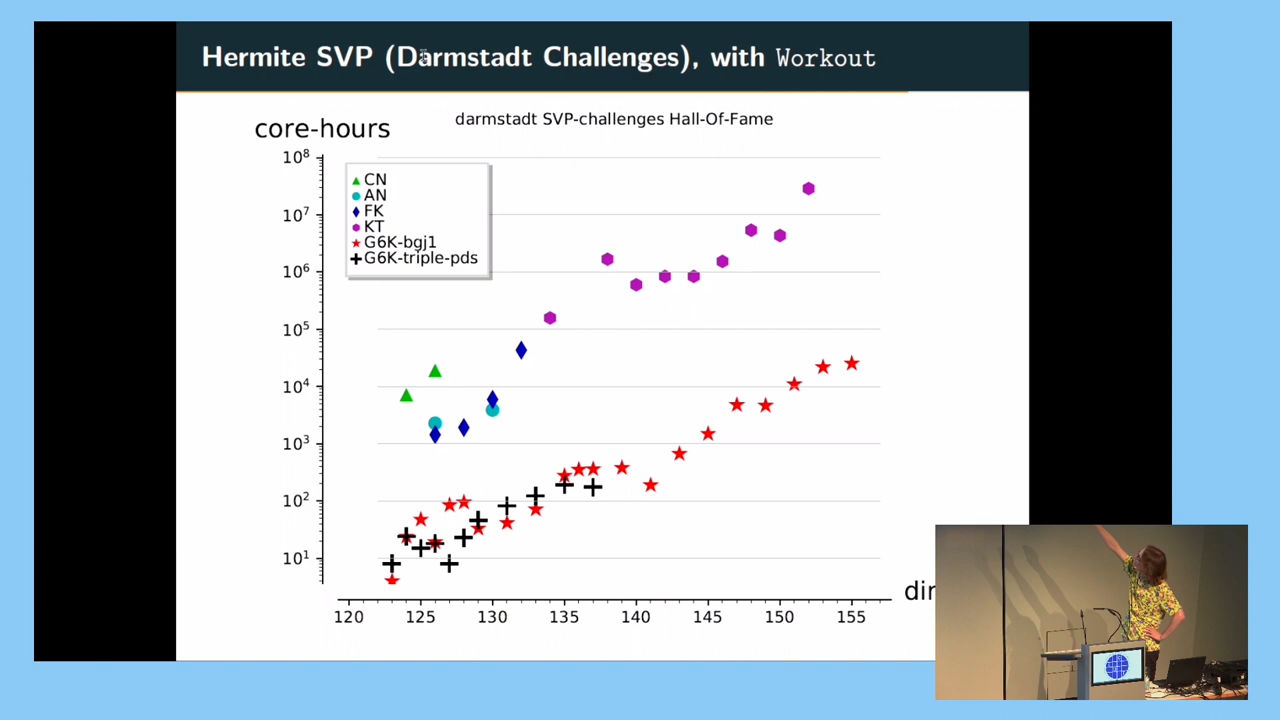 Hermite SVP (Darmstadt Challenges), with Workout
core-hours
darmstadt SVP-challenges Hall-Of-Fame
CN
AN
FK
KT
G6K-bgj1
G6K-triple-pds
10⁸
10⁷
10⁶
10⁵
10⁴
10³
10²
10¹
120 125 130 135 140 145 150 155